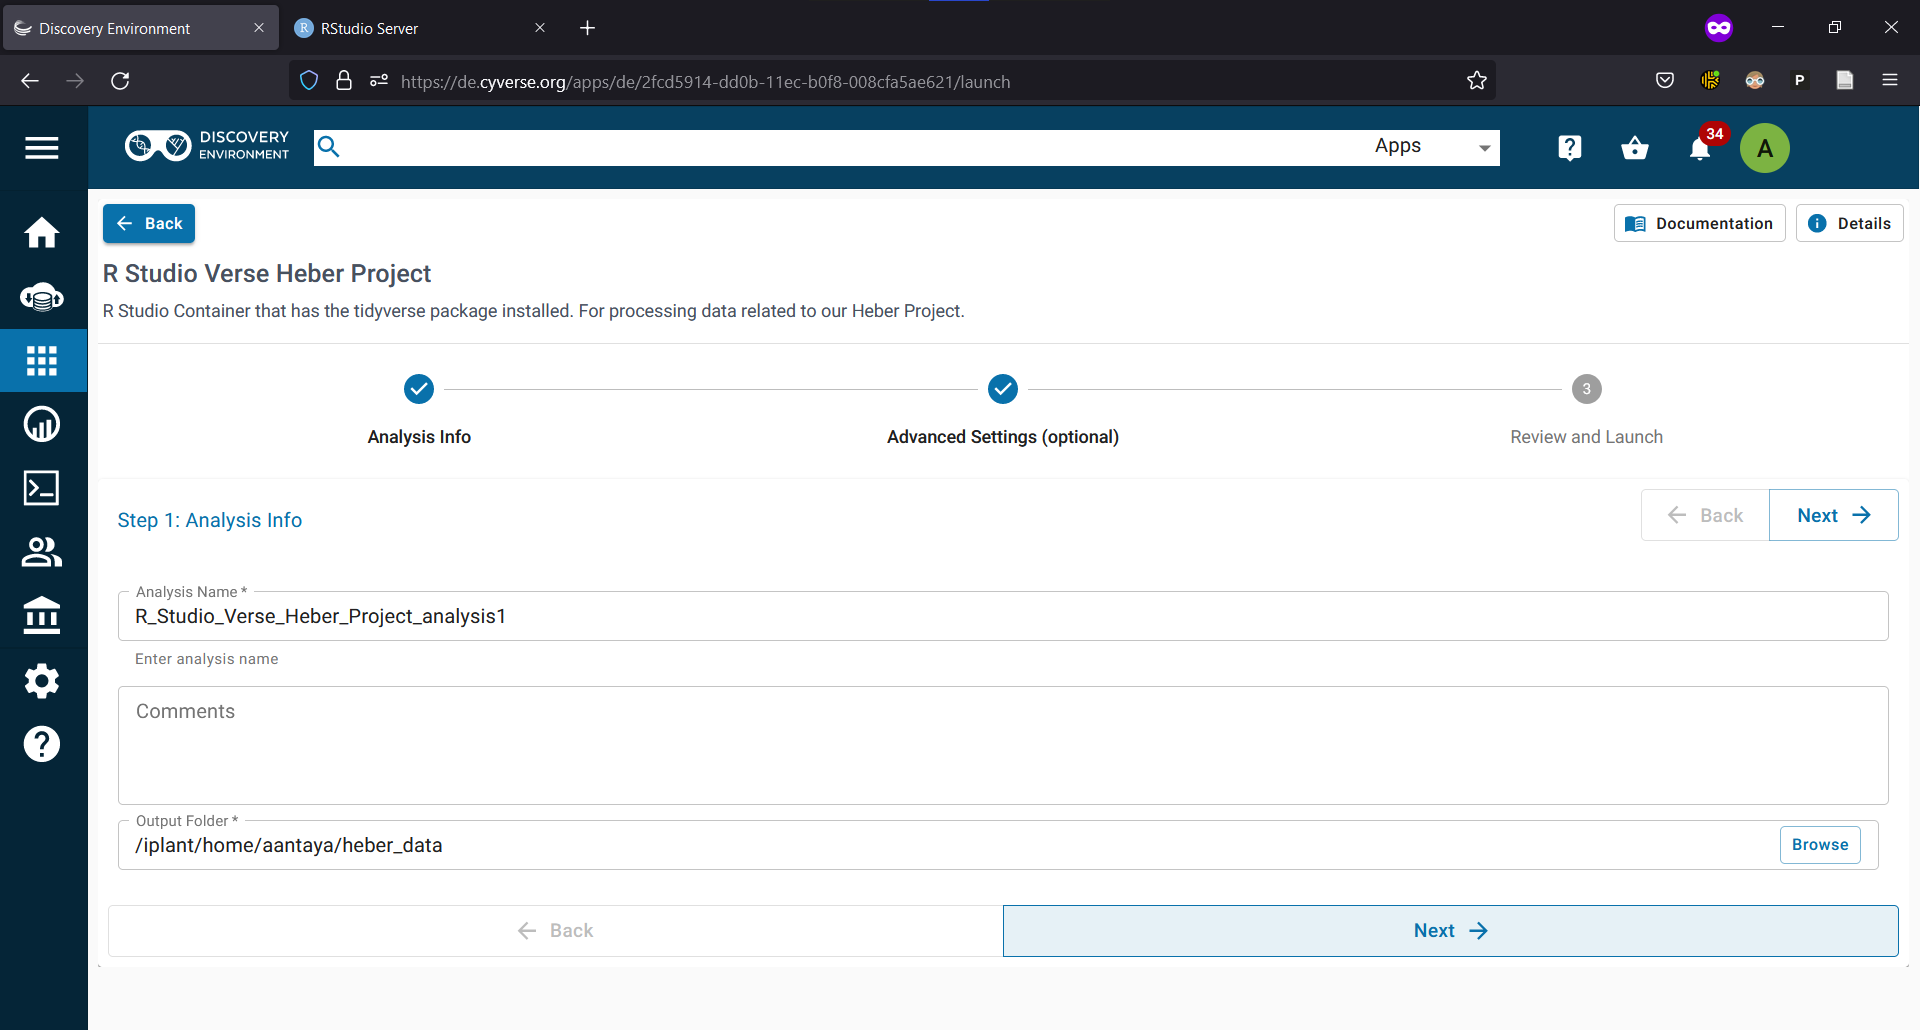 Discovery Environment
R RStudio Server
https://de.cyverse.org/apps/de/2fcd5914-dd0b-11ec-b0f8-008cfa5ae621/launch
P
DISCOVERY
ENVIRONMENT
Apps
?
34
A
Back
Documentation
i Details
R Studio Verse Heber Project
R Studio Container that has the tidyverse package installed. For processing data related to our Heber Project.
3
Analysis Info
Advanced Settings (optional)
Review and Launch
Step 1: Analysis Info
Back
Next
Analysis Name *
R_Studio_Verse_Heber_Project_analysis1
Enter analysis name
Comments
Output Folder *
/iplant/home/aantaya/heber_data
Browse
?
Back
Next